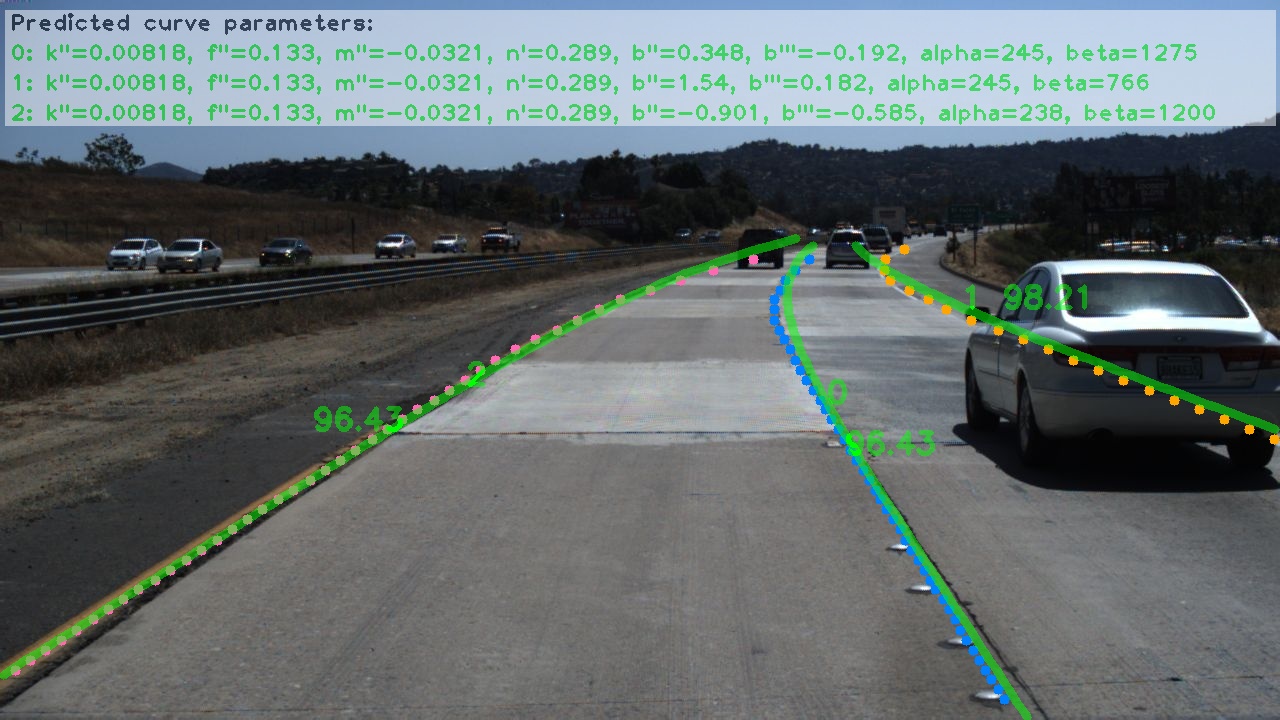 Predicted curve parameters:
0: k''=0.00818, f''=0.133, m''=−0.0321, n'=0.289, b''=0.348, b'''=−0.192, alpha=245, beta=1275
1: k''=0.00818, f''=0.133, m''=−0.0321, n'=0.289, b''=1.54, b'''=0.182, alpha=245, beta=766
2: k''=0.00818, f''=0.133, m''=−0.0321, n'=0.289, b''=−0.901, b'''=−0.585, alpha=238, beta=1200
1 98.21
2
0
96.43
96.43